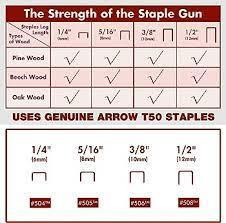 The Strength of the Staple Gun
Staples Leg Length
Types of Wood
1/4" (6mm) 5/16" (8mm) 3/8" (10mm) 1/2" (12mm)
Pine Wood ✓ ✓ ✓ ✓
Beech Wood ✓ ✓ ✓ ✓
Oak Wood ✓ ✓ ✓ ✓
USES GENUINE ARROW T50 STAPLES
1/4" 5/16" 3/8" 1/2"
(6mm) (8mm) (10mm) (12mm)
#504™ #505™ #506™ #508™